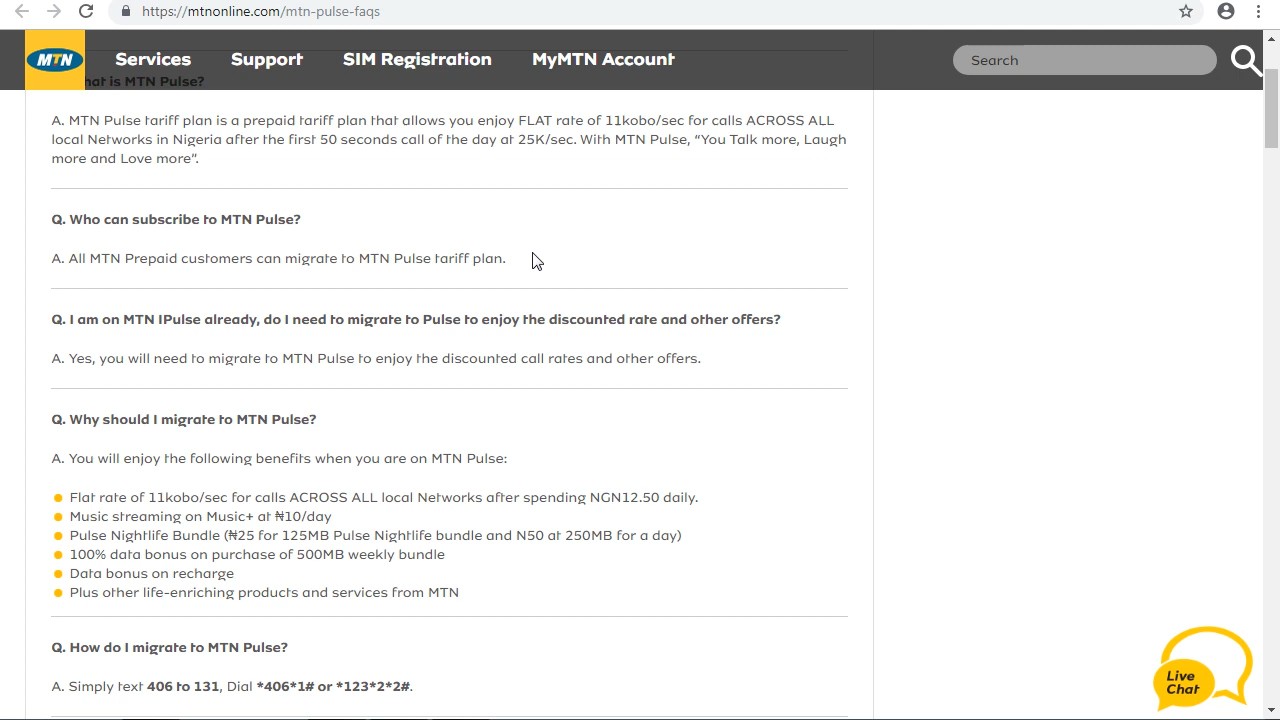 https://mtnonline.com/mtn-pulse-faqs
MTN Services Support SIM Registration MyMTN Account Search
hat is MTN Pulse?
A. MTN Pulse tariff plan is a prepaid tariff plan that allows you enjoy FLAT rate of 11kobo/sec for calls ACROSS ALL
local Networks in Nigeria after the first 50 seconds call of the day at 25K/sec. With MTN Pulse, “You Talk more, Laugh
more and Love more”.
Q. Who can subscribe to MTN Pulse?
A. All MTN Prepaid customers can migrate to MTN Pulse tariff plan.
Q. I am on MTN IPulse already, do I need to migrate to Pulse to enjoy the discounted rate and other offers?
A. Yes, you will need to migrate to MTN Pulse to enjoy the discounted call rates and other offers.
Q. Why should I migrate to MTN Pulse?
A. You will enjoy the following benefits when you are on MTN Pulse:
Flat rate of 11kobo/sec for calls ACROSS ALL local Networks after spending NGN12.50 daily.
Music streaming on Music+ at ₦10/day
Pulse Nightlife Bundle (₦25 for 125MB Pulse Nightlife bundle and N50 at 250MB for a day)
100% data bonus on purchase of 500MB weekly bundle
Data bonus on recharge
Plus other life-enriching products and services from MTN
Q. How do I migrate to MTN Pulse?
A. Simply text 406 to 131, Dial *406*1# or *123*2*2#.
Live
Chat